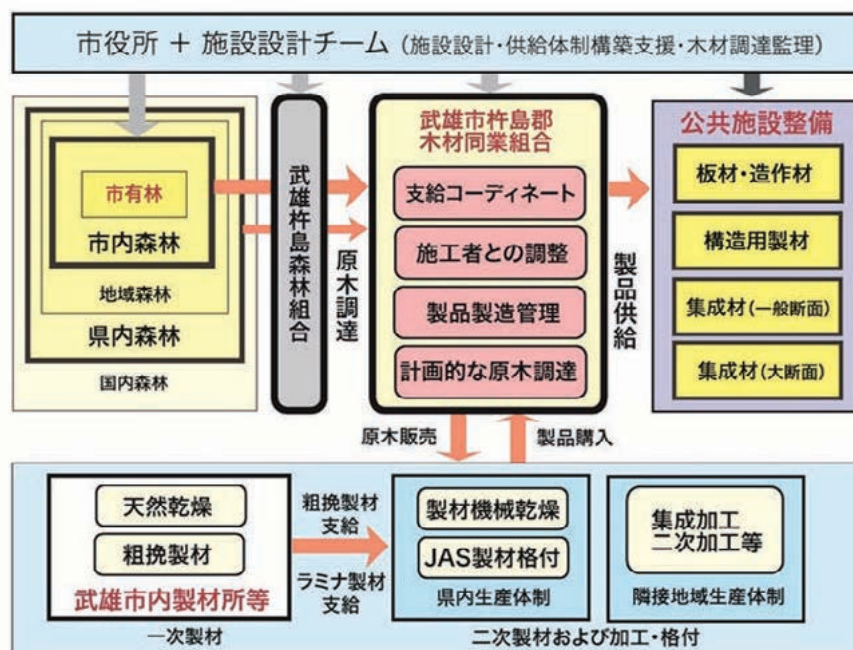 市役所 + 施設設計チーム（施設設計・供給体制構築支援・木材調達監理）
市有林
市内森林
地域森林
県内森林
国内森林
武雄杵島森林組合
原木調達
武雄市杵島郡
木材同業組合
支給コーディネート
施工者との調整
製品製造管理
計画的な原木調達
製品供給
公共施設整備
板材・造作材
構造用製材
集成材（一般断面）
集成材（大断面）
原木販売
製品購入
天然乾燥
粗挽製材
武雄市内製材所等
一次製材
粗挽製材
支給
ラミナ製材
支給
製材機械乾燥
JAS製材格付
県内生産体制
集成加工
二次加工等
隣接地域生産体制
二次製材および加工・格付